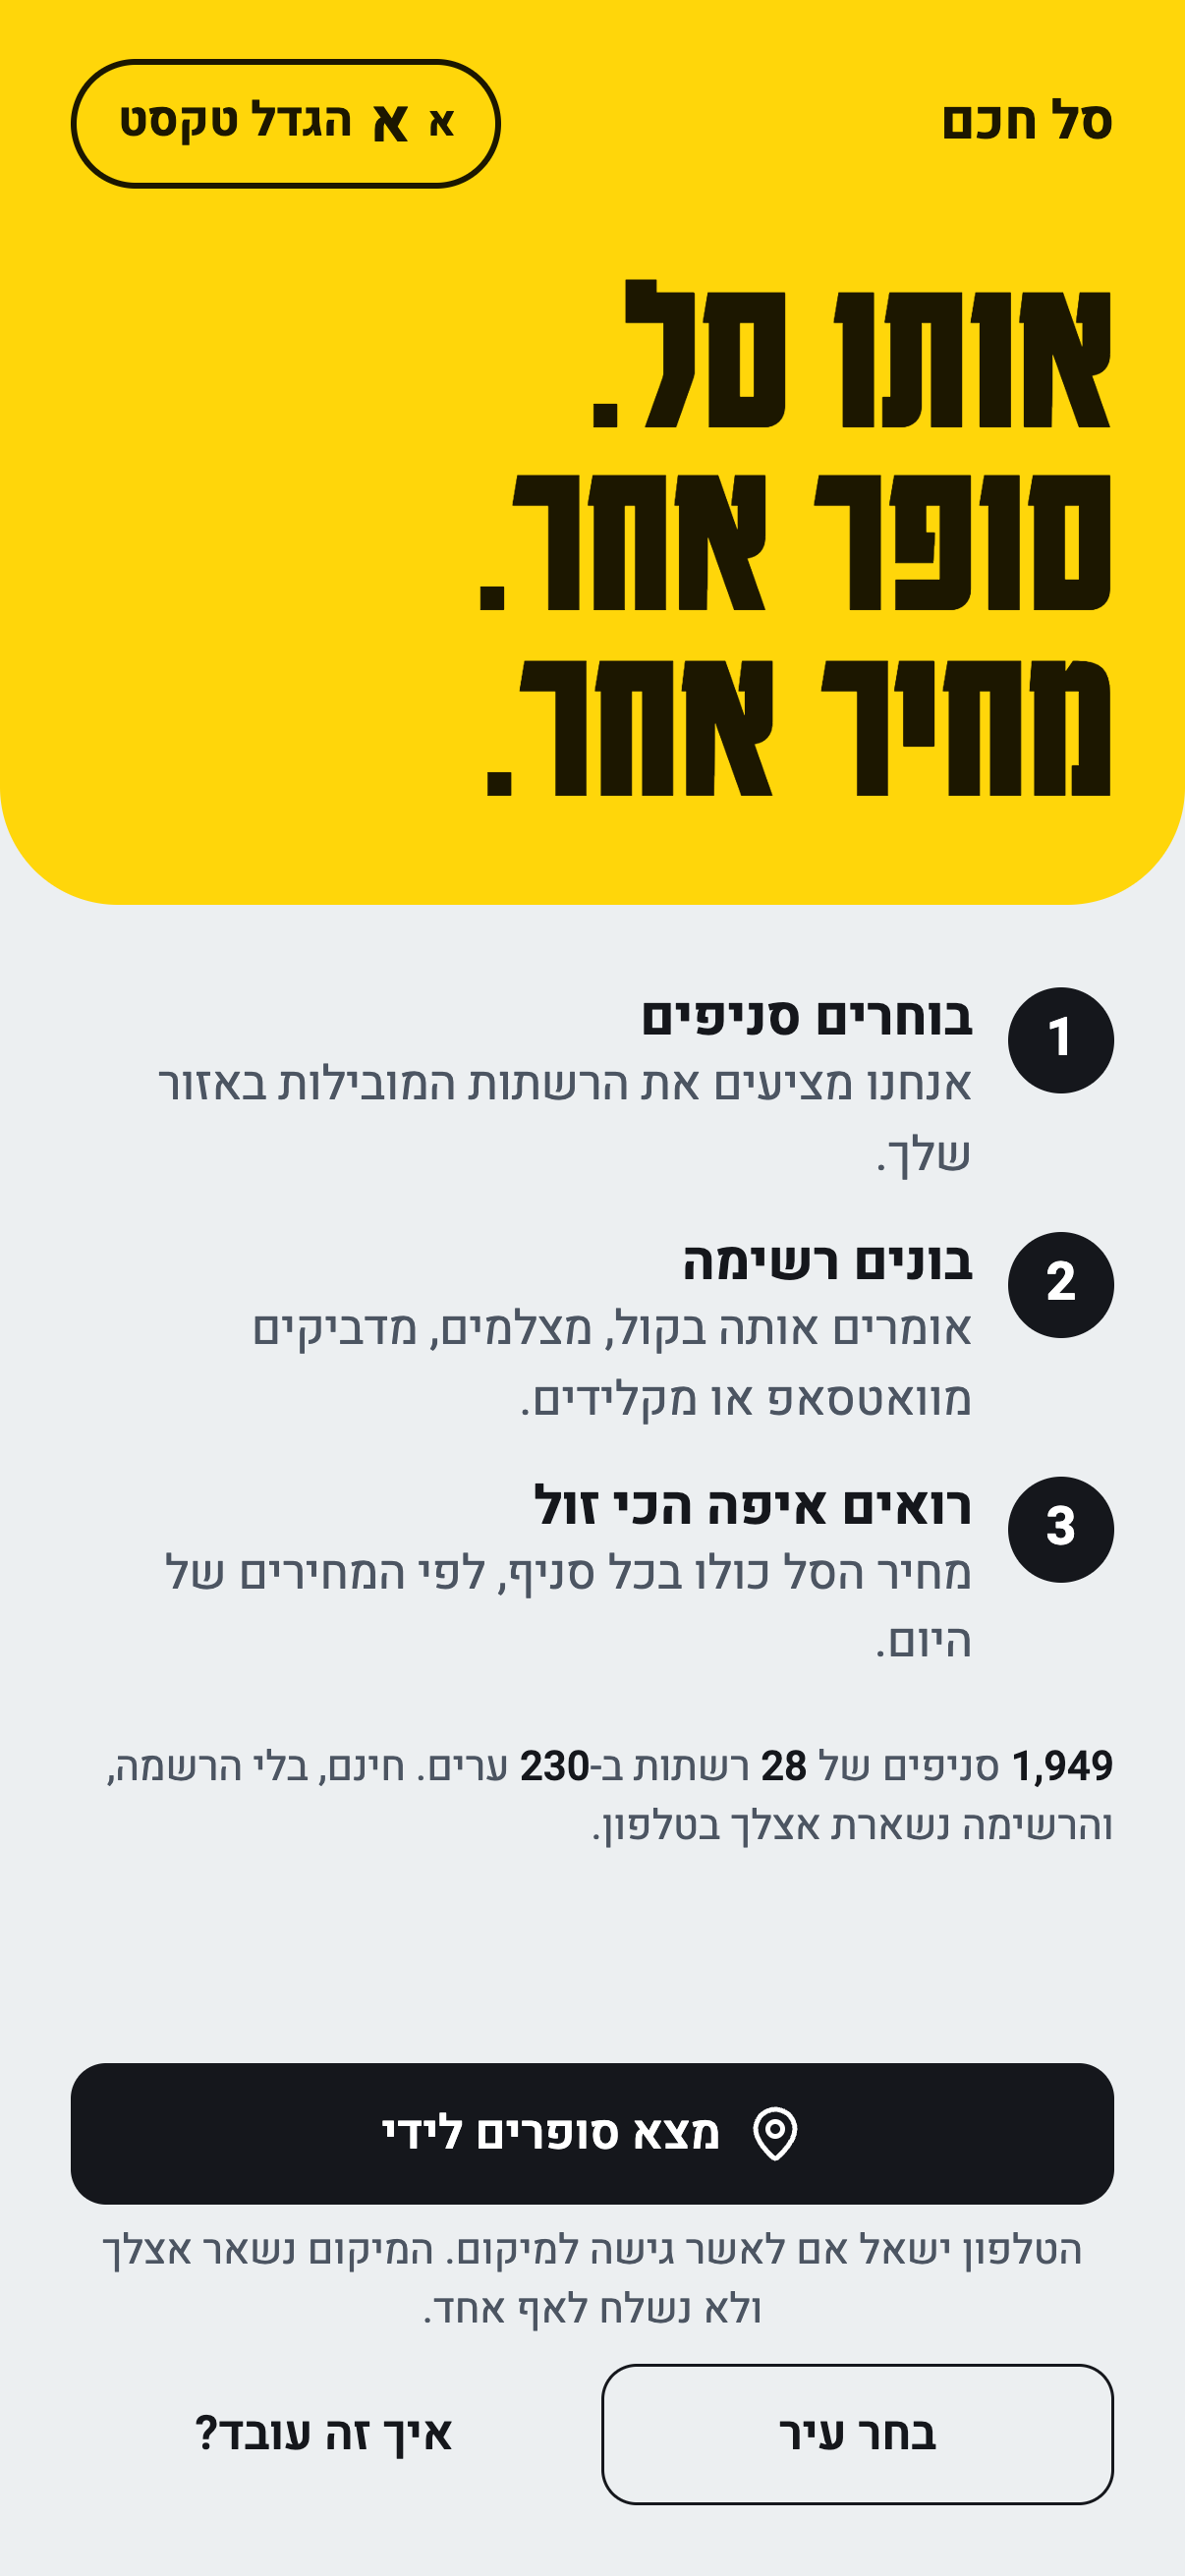 סל חכם
א א הגדל טקסט
אותו סל.
סופר אחר.
מחיר אחר.
1
בוחרים סניפים
אנחנו מציעים את הרשתות המובילות באזור
שלך.
2
בונים רשימה
אומרים אותה בקול, מצלמים, מדביקים
מוואטסאפ או מקלידים.
3
רואים איפה הכי זול
מחיר הסל כולו בכל סניף, לפי המחירים של
היום.
1,949 סניפים של 28 רשתות ב-230 ערים. חינם, בלי הרשמה,
והרשימה נשארת אצלך בטלפון.
מצא סופרים לידי
הטלפון ישאל אם לאשר גישה למיקום. המיקום נשאר אצלך
ולא נשלח לאף אחד.
בחר עיר
איך זה עובד?